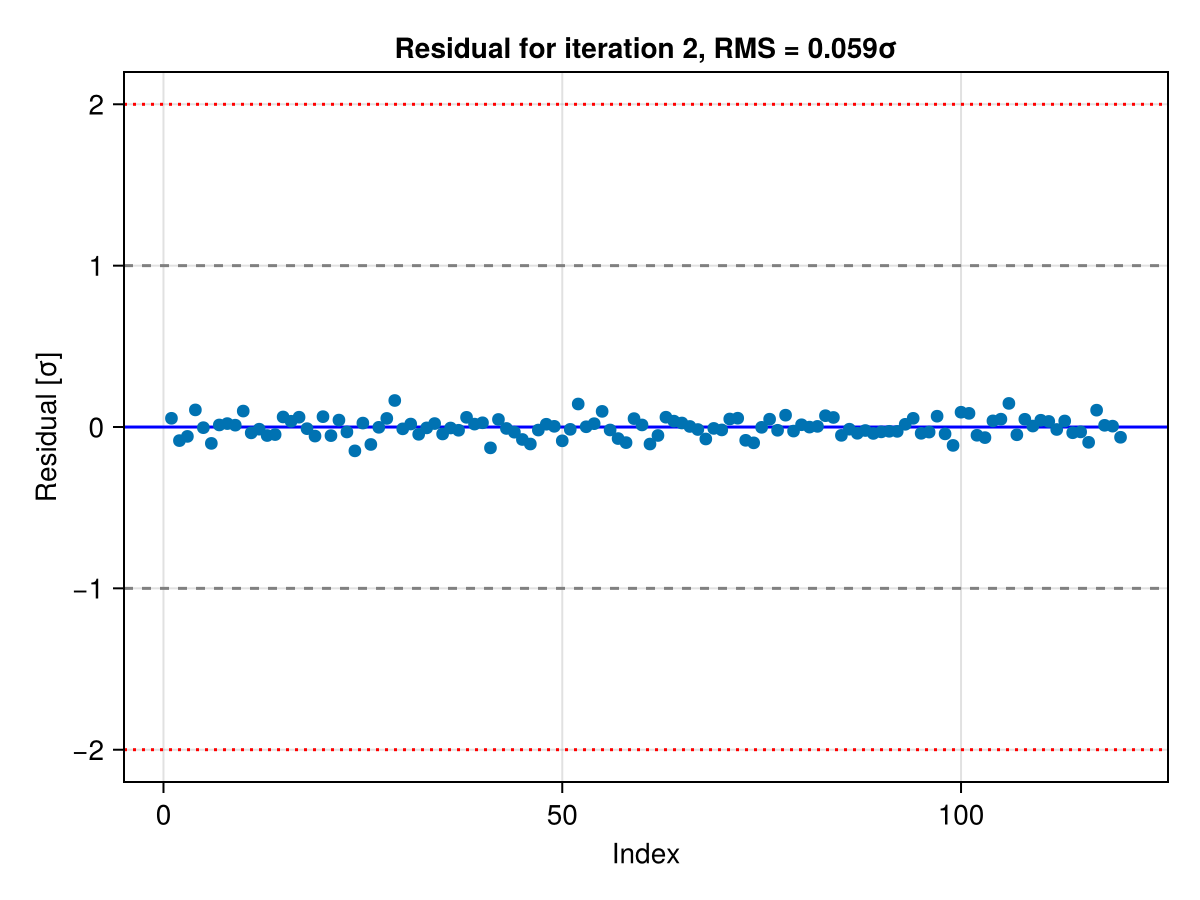 Residual for iteration 2, RMS = 0.059σ
2
1
0
−1
−2
Residual [σ]
0
50
100
Index